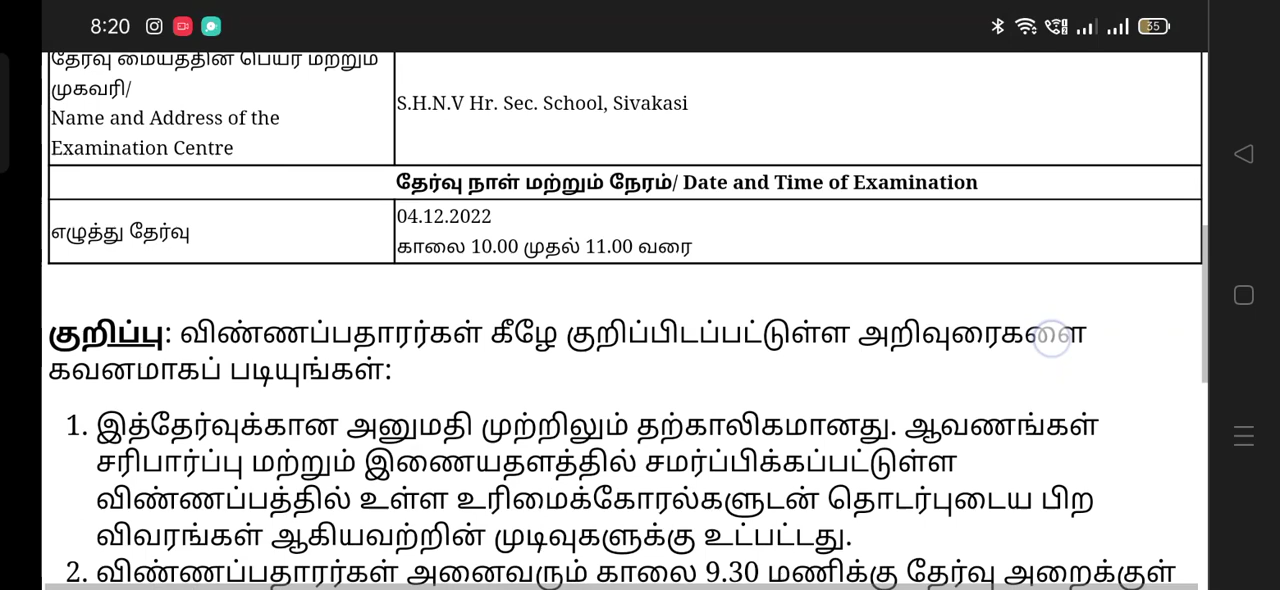 8:20
35
தேர்வு மையத்தின் பெயர் மற்றும்
முகவரி/
Name and Address of the
Examination Centre
S.H.N.V Hr. Sec. School, Sivakasi
தேர்வு நாள் மற்றும் நேரம்/ Date and Time of Examination
எழுத்து தேர்வு
04.12.2022
காலை 10.00 முதல் 11.00 வரை
குறிப்பு: விண்ணப்பதாரர்கள் கீழே குறிப்பிடப்பட்டுள்ள அறிவுரைகளை
கவனமாகப் படியுங்கள்:
1. இத்தேர்வுக்கான அனுமதி முற்றிலும் தற்காலிகமானது. ஆவணங்கள்
சரிபார்ப்பு மற்றும் இணையதளத்தில் சமர்ப்பிக்கப்பட்டுள்ள
விண்ணப்பத்தில் உள்ள உரிமைக்கோரல்களுடன் தொடர்புடைய பிற
விவரங்கள் ஆகியவற்றின் முடிவுகளுக்கு உட்பட்டது.
2. விண்ணப்பதாரர்கள் அனைவரும் காலை 9.30 மணிக்கு தேர்வு அறைக்குள்